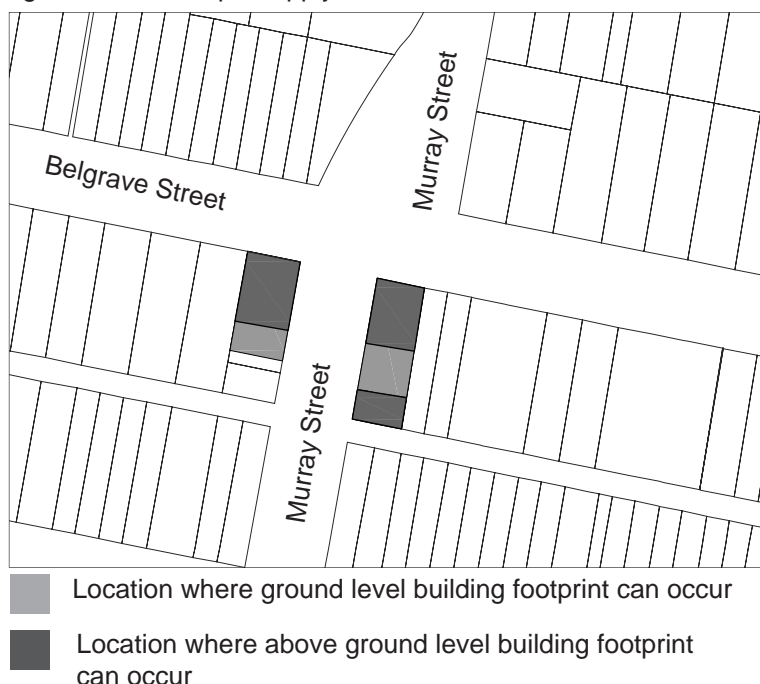 Murray Street
Belgrave Street
Murray Street
Location where ground level building footprint can occur
Location where above ground level building footprint
can occur